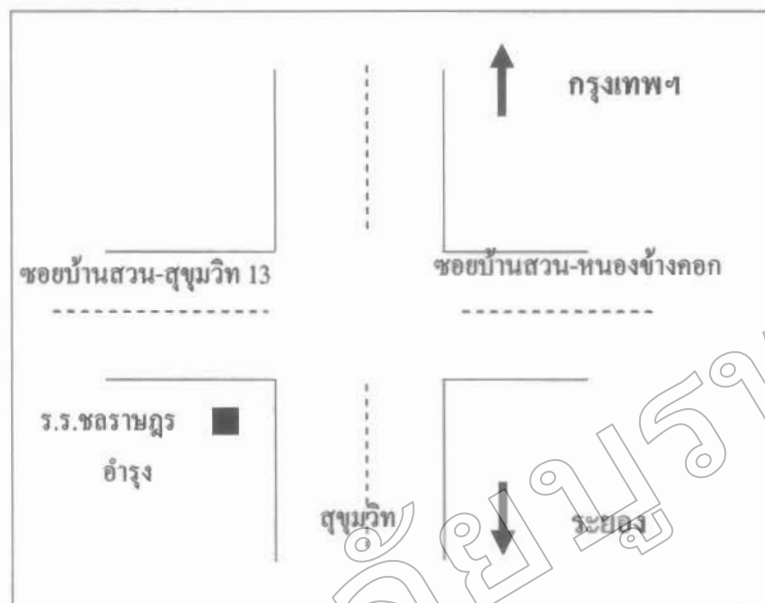 กรุงเทพฯ
ซอยบ้านสวน-สุขุมวิท 13
ซอยบ้านสวน-หนองข้างคอก
ร.ร.ชลราษฎร
อำรุง
สุขุมวิท
ระยอง